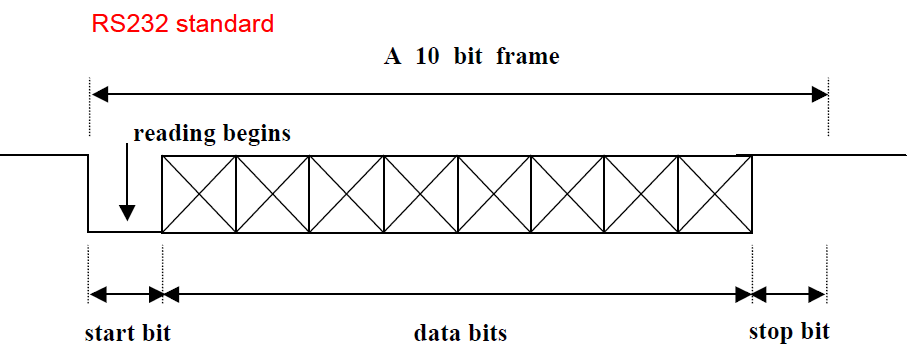 RS232 standard
A 10 bit frame
reading begins
start bit
data bits
stop bit